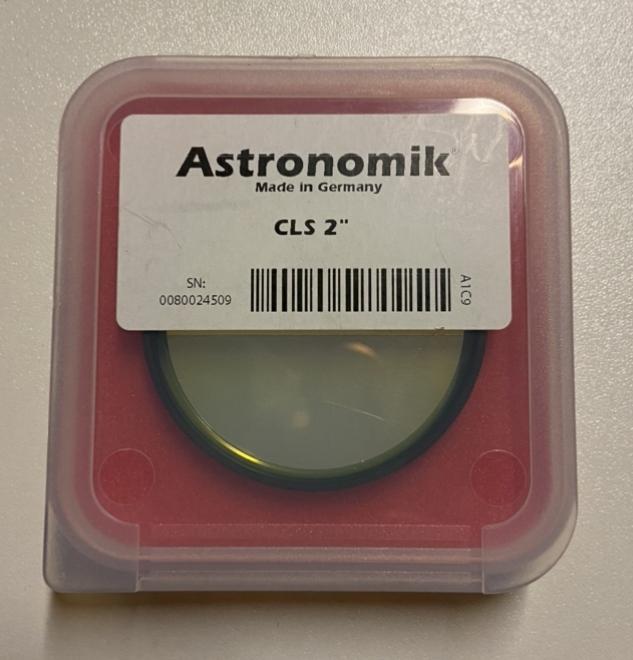 Astronomik®
Made in Germany
CLS 2"
SN:
0080024509
A1C9